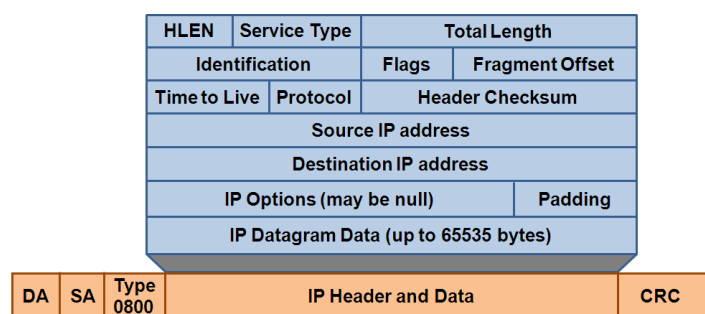 HLEN Service Type Total Length
Identification Flags Fragment Offset
Time to Live Protocol Header Checksum
Source IP address
Destination IP address
IP Options (may be null) Padding
IP Datagram Data (up to 65535 bytes)
DA SA Type 0800 IP Header and Data CRC